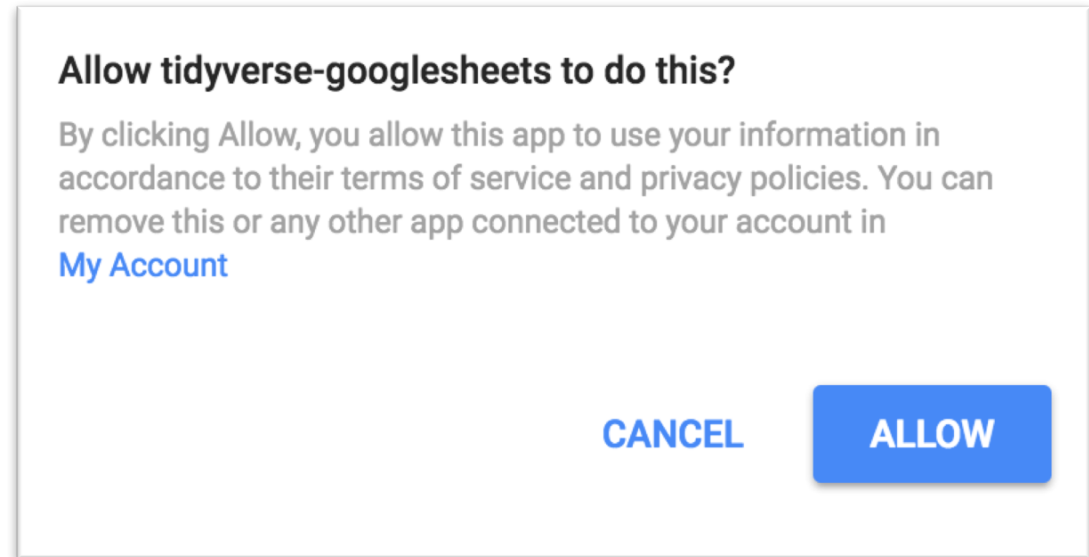 Allow tidyverse-googlesheets to do this?
By clicking Allow, you allow this app to use your information in
accordance to their terms of service and privacy policies. You can
remove this or any other app connected to your account in
My Account
CANCEL
ALLOW